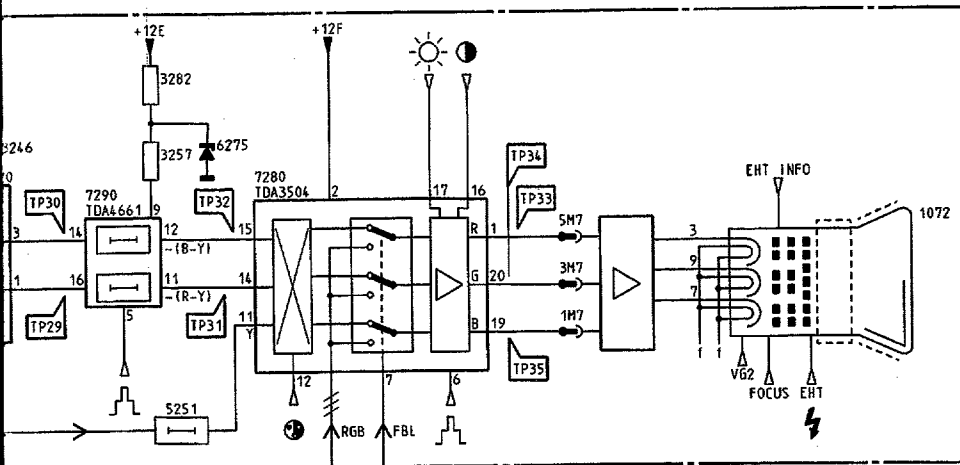 +12E
+12F
3282
3257
6275
3246
7290
TDA4661
9
TP30
TP32
7280
TDA3504
2
17
16
TP34
TP33
EHT INFO
1072
3
14
12
-(B-Y)
15
R
1
5M7
3
1
16
11
-(R-Y)
14
G
20
3M7
9
TP29
5
TP31
11
Y
B
19
1M7
7
TP35
f
f
12
7
6
VG2
FOCUS
EHT
5251
RGB
FBL